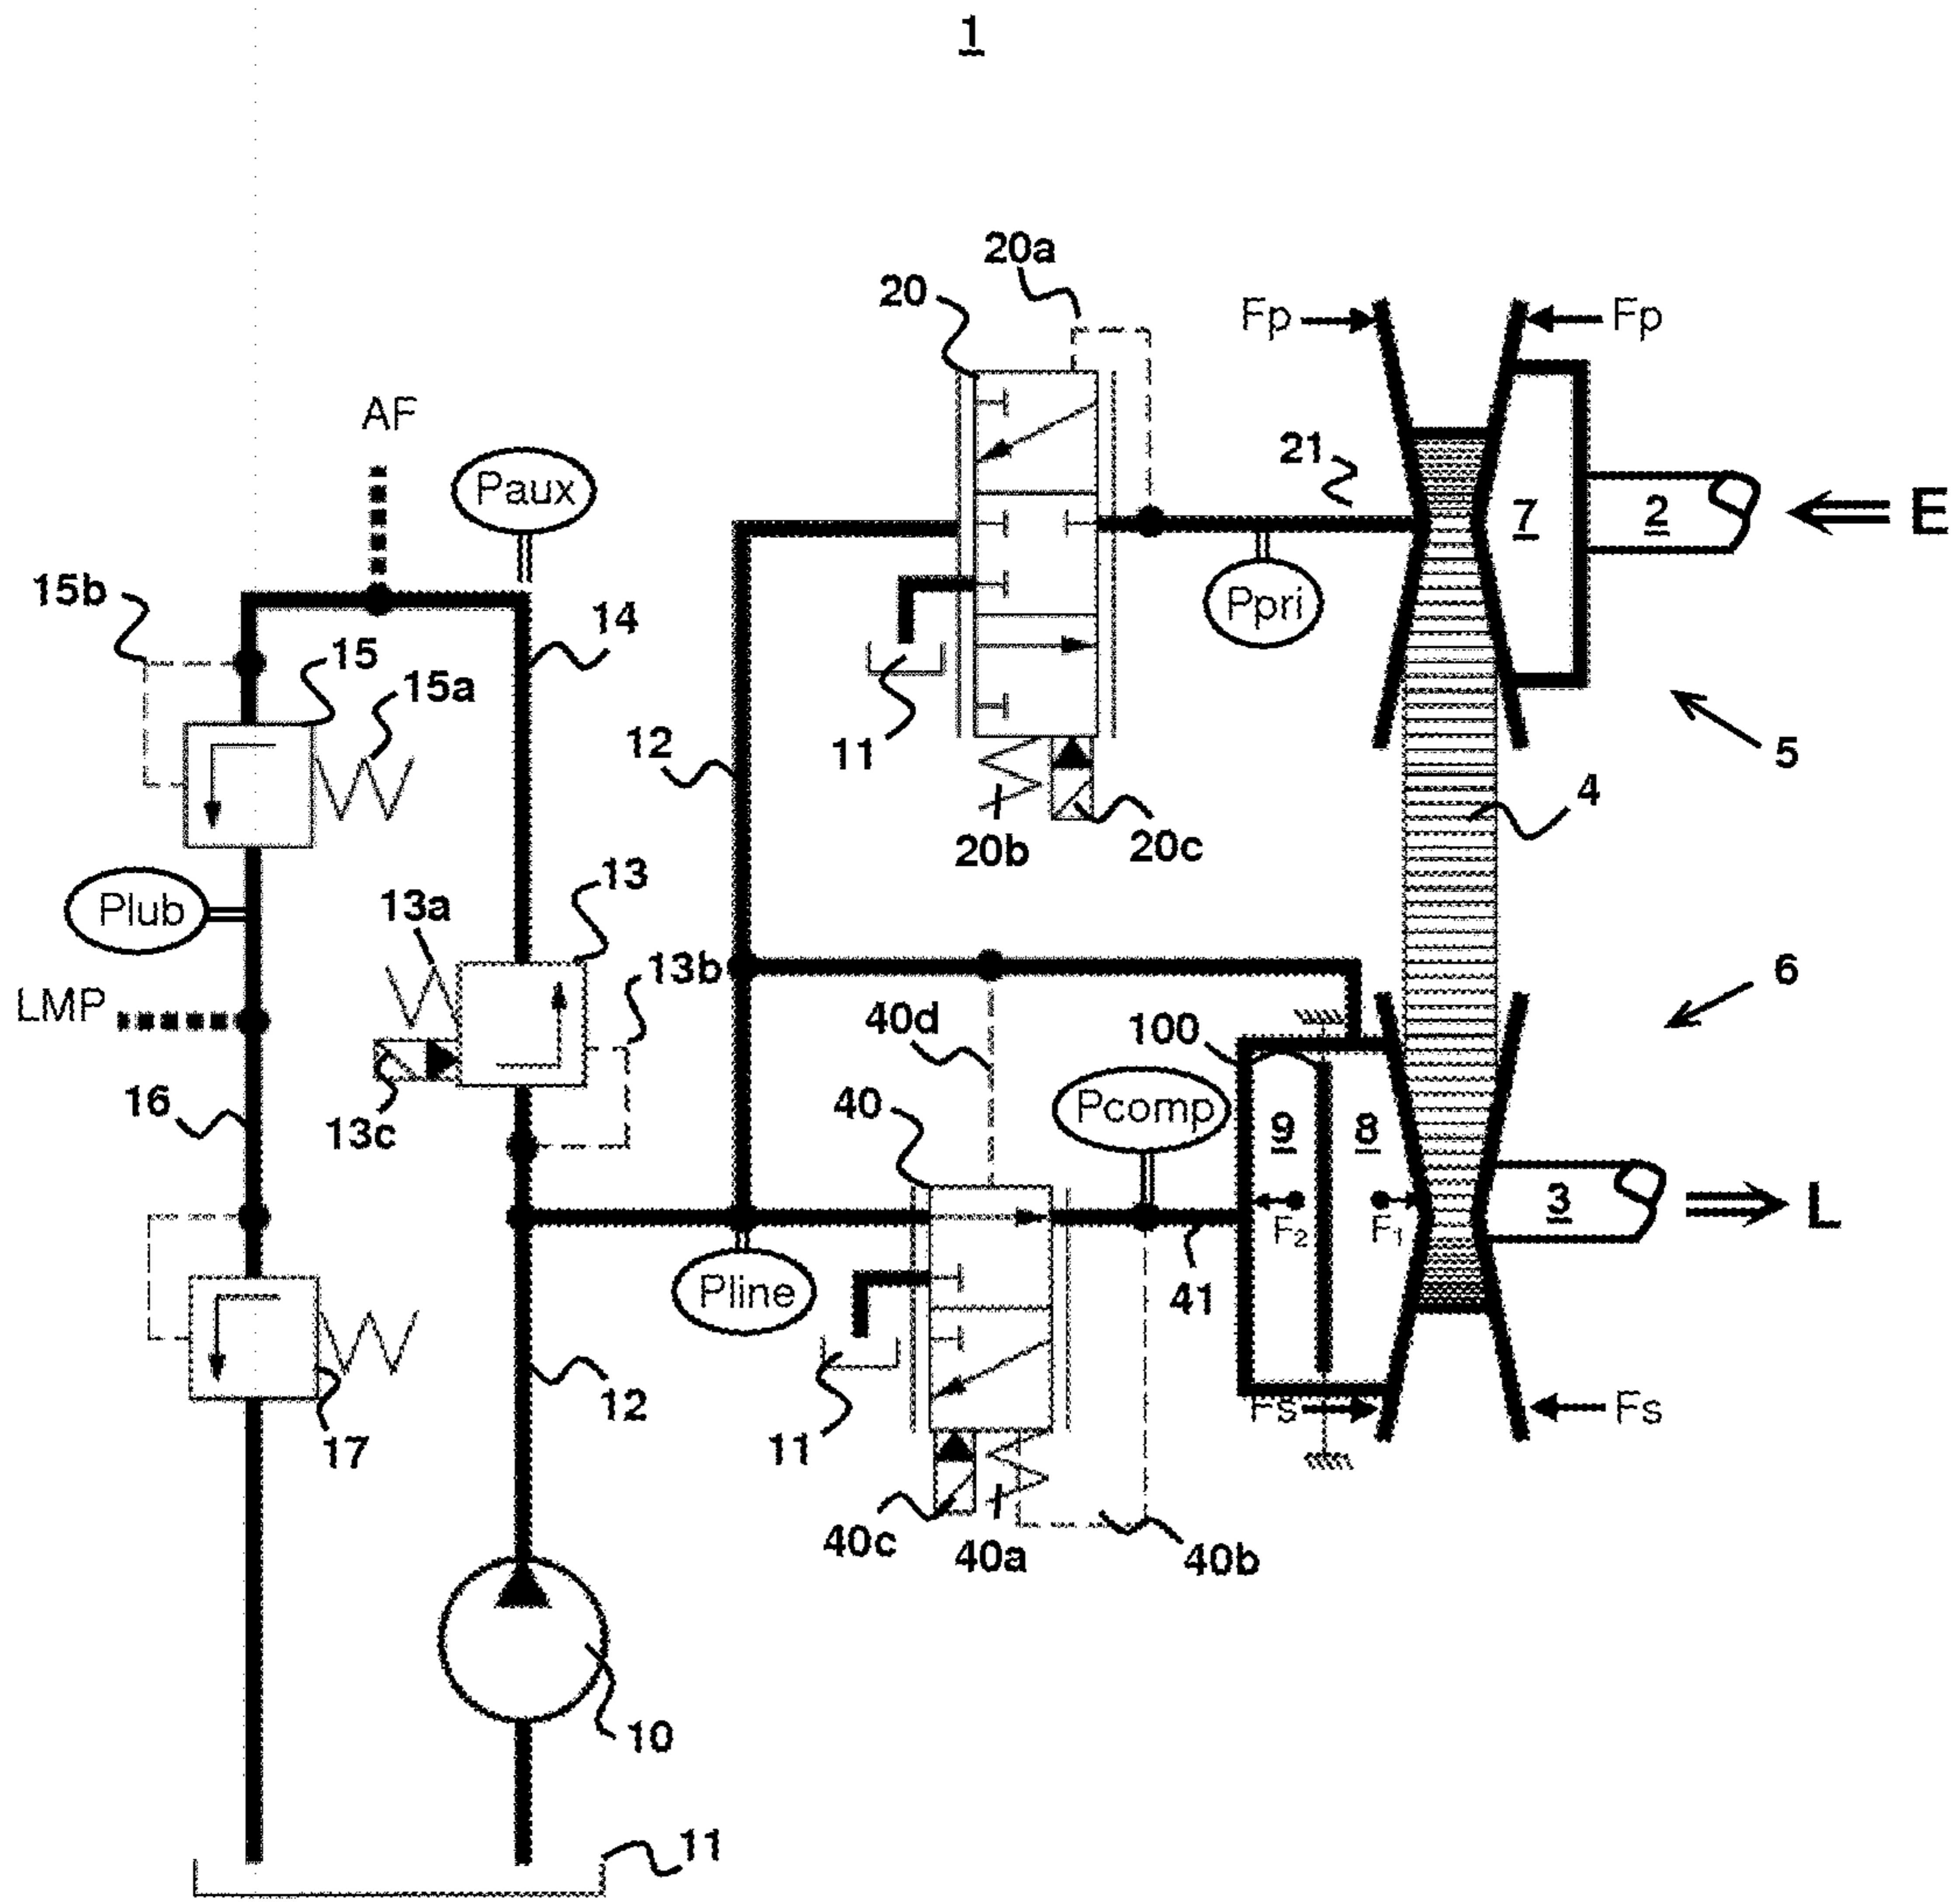 1
20a
20
Fp
Fp
AF
Paux
21
7
2
E
15b
14
Ppri
15
15a
12
11
5
4
20b
20c
Plub
13
13a
13b
6
LMP
40d
100
16
13c
40
Pcomp
9
8
3
L
F2
F1
Pline
41
12
11
Fs
Fs
17
40c
40a
40b
10
11